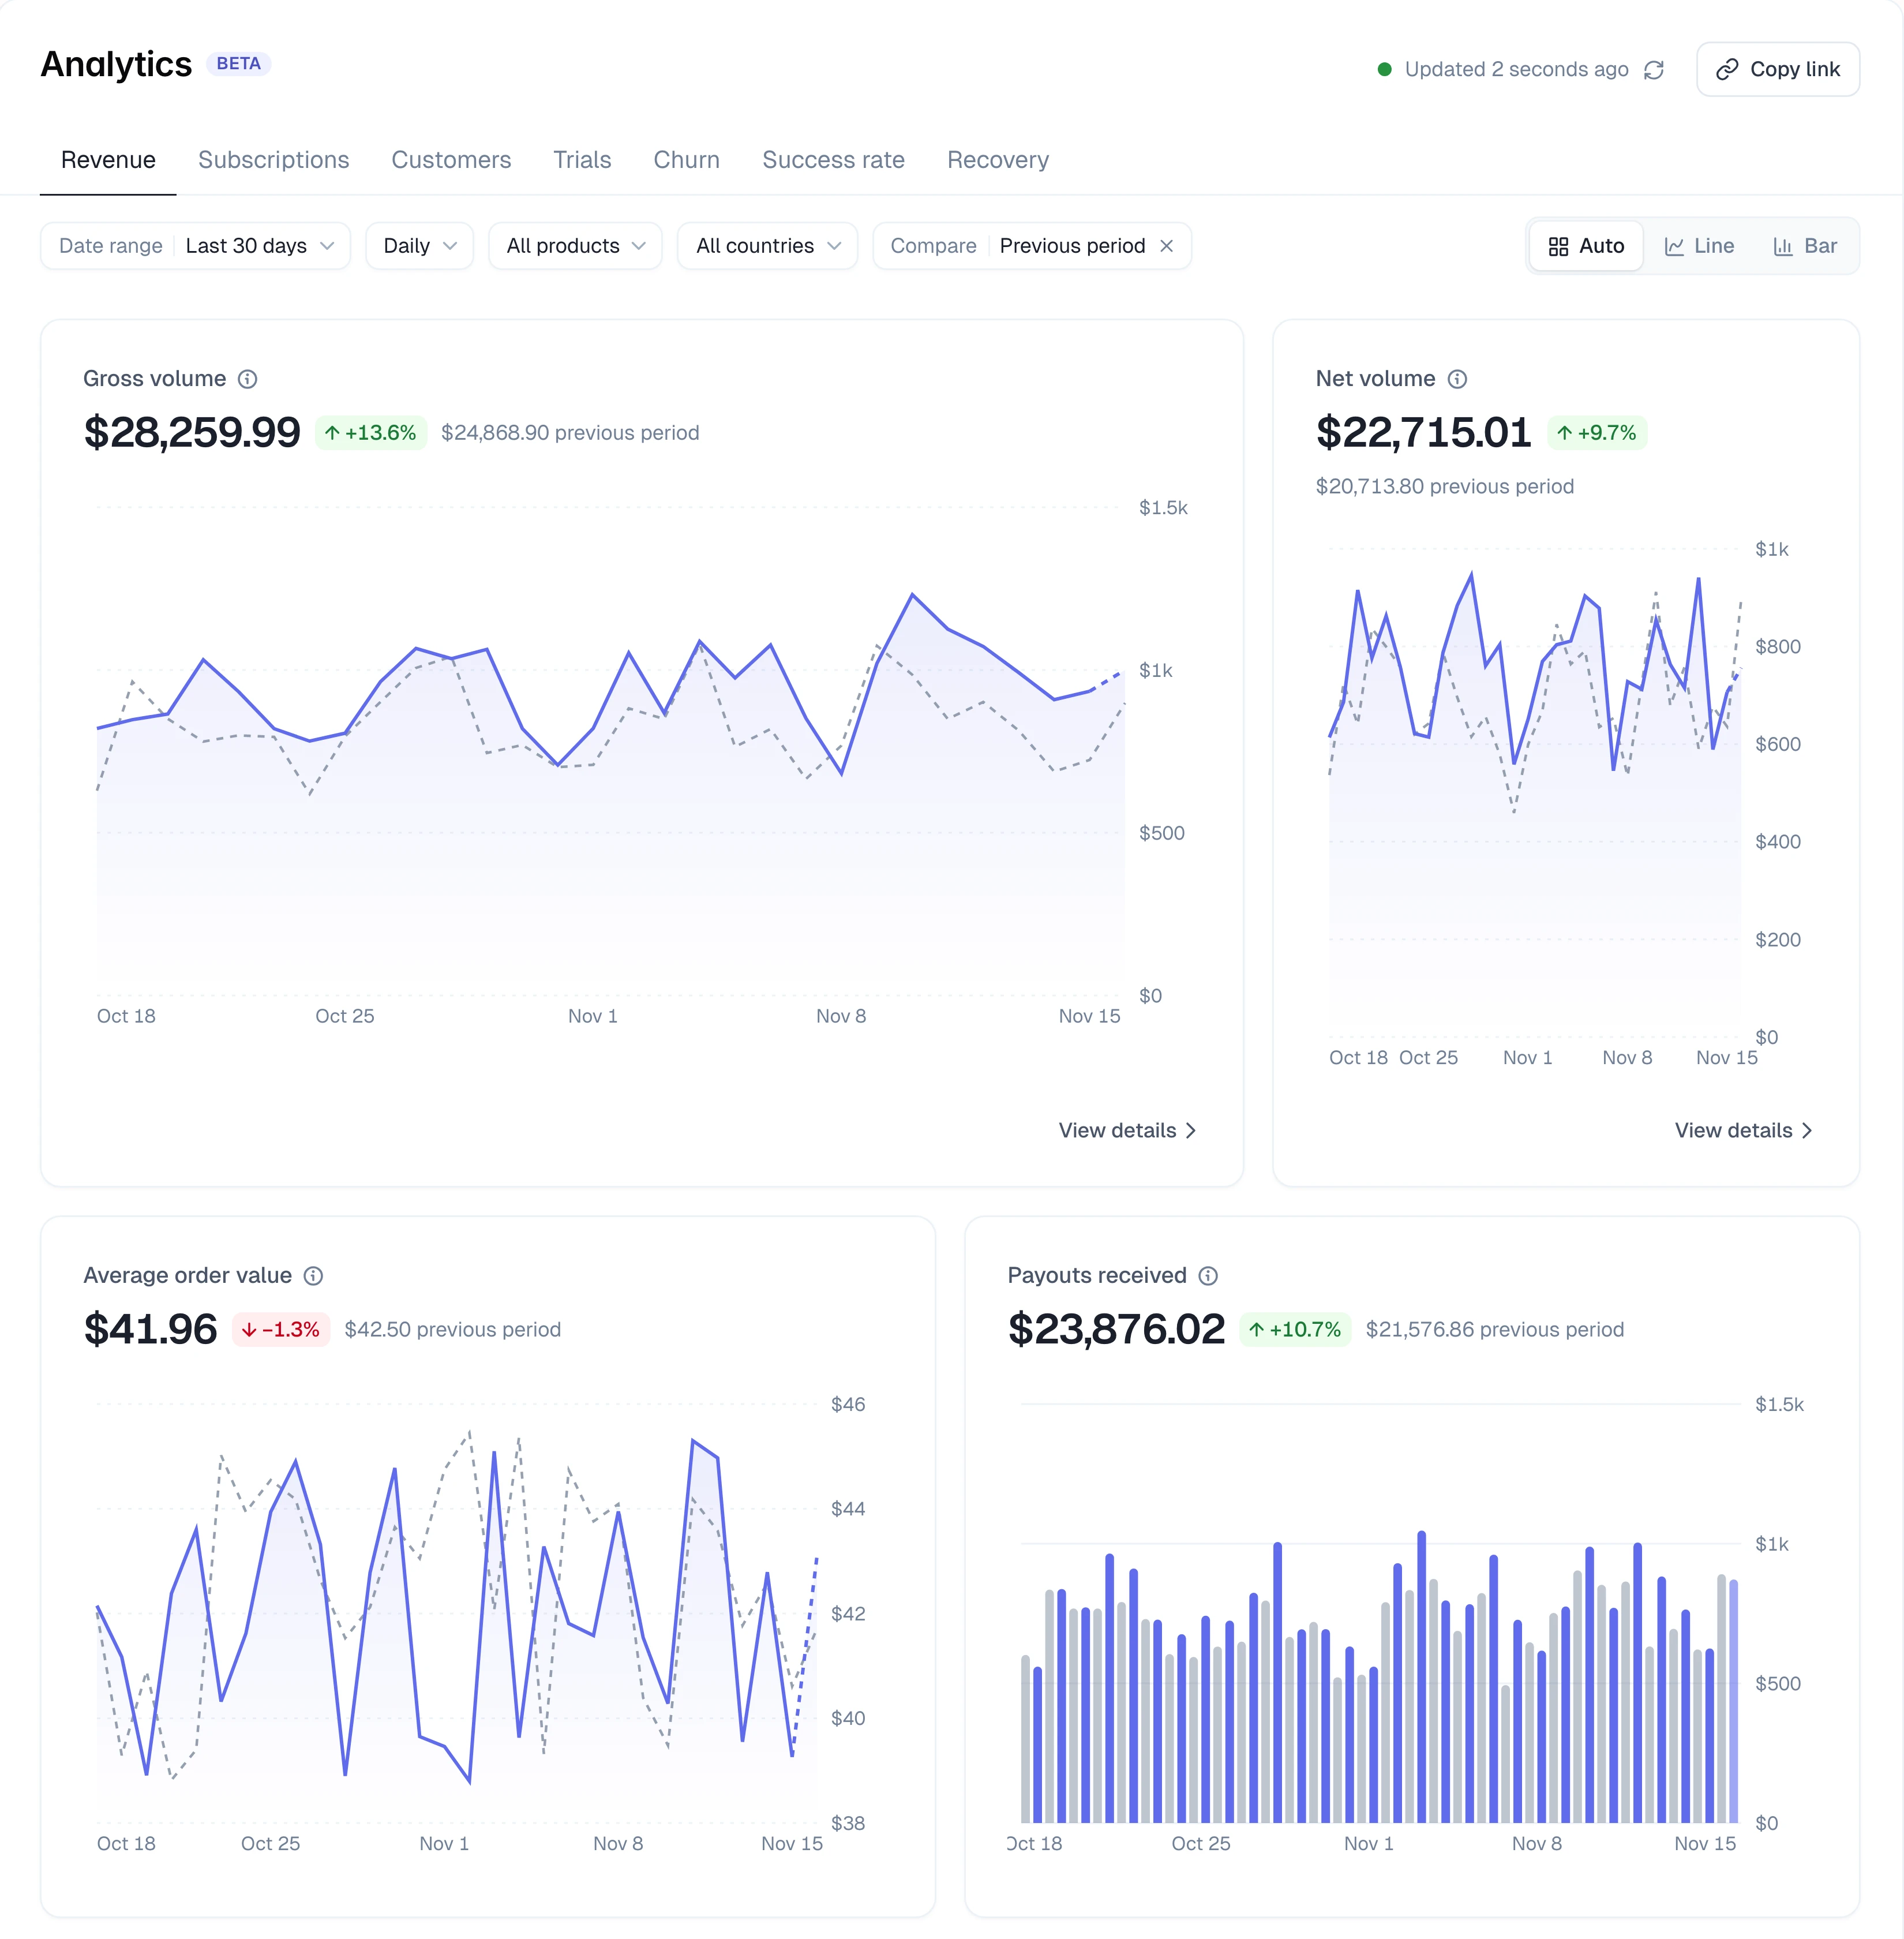 Analytics BETA
Updated 2 seconds ago
Copy link
Revenue Subscriptions Customers Trials Churn Success rate Recovery
Date range Last 30 days Daily All products All countries Compare Previous period
Auto Line Bar
Gross volume
$28,259.99 +13.6% $24,868.90 previous period
$1.5k
$1k
$500
$0
Oct 18 Oct 25 Nov 1 Nov 8 Nov 15
View details
Net volume
$22,715.01 +9.7%
$20,713.80 previous period
$1k
$800
$600
$400
$200
$0
Oct 18 Oct 25 Nov 1 Nov 8 Nov 15
View details
Average order value
$41.96 −1.3% $42.50 previous period
$46
$44
$42
$40
$38
Oct 18 Oct 25 Nov 1 Nov 8 Nov 15
Payouts received
$23,876.02 +10.7% $21,576.86 previous period
$1.5k
$1k
$500
$0
Oct 18 Oct 25 Nov 1 Nov 8 Nov 15